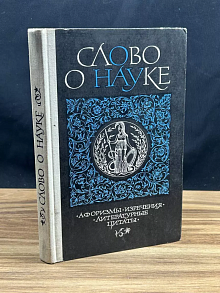 СЛОВО
О НАУКЕ
·АФОРИЗМЫ·ИЗРЕЧЕНИЯ·
·ЛИТЕРАТУРНЫЕ
ЦИТАТЫ·
СЛОВО О НАУКЕ